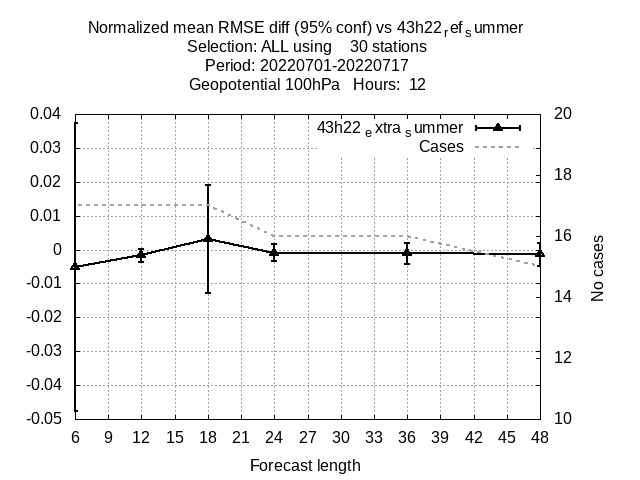 Normalized mean RMSE diff (95% conf) vs 43h22refsummer
Selection: ALL using 30 stations
Period: 20220701-20220717
Geopotential 100hPa Hours: 12
43h22extrasummer
Cases
0.04
0.03
0.02
0.01
0
-0.01
-0.02
-0.03
-0.04
-0.05
20
18
16
14
12
10
No cases
6 9 12 15 18 21 24 27 30 33 36 39 42 45 48
Forecast length